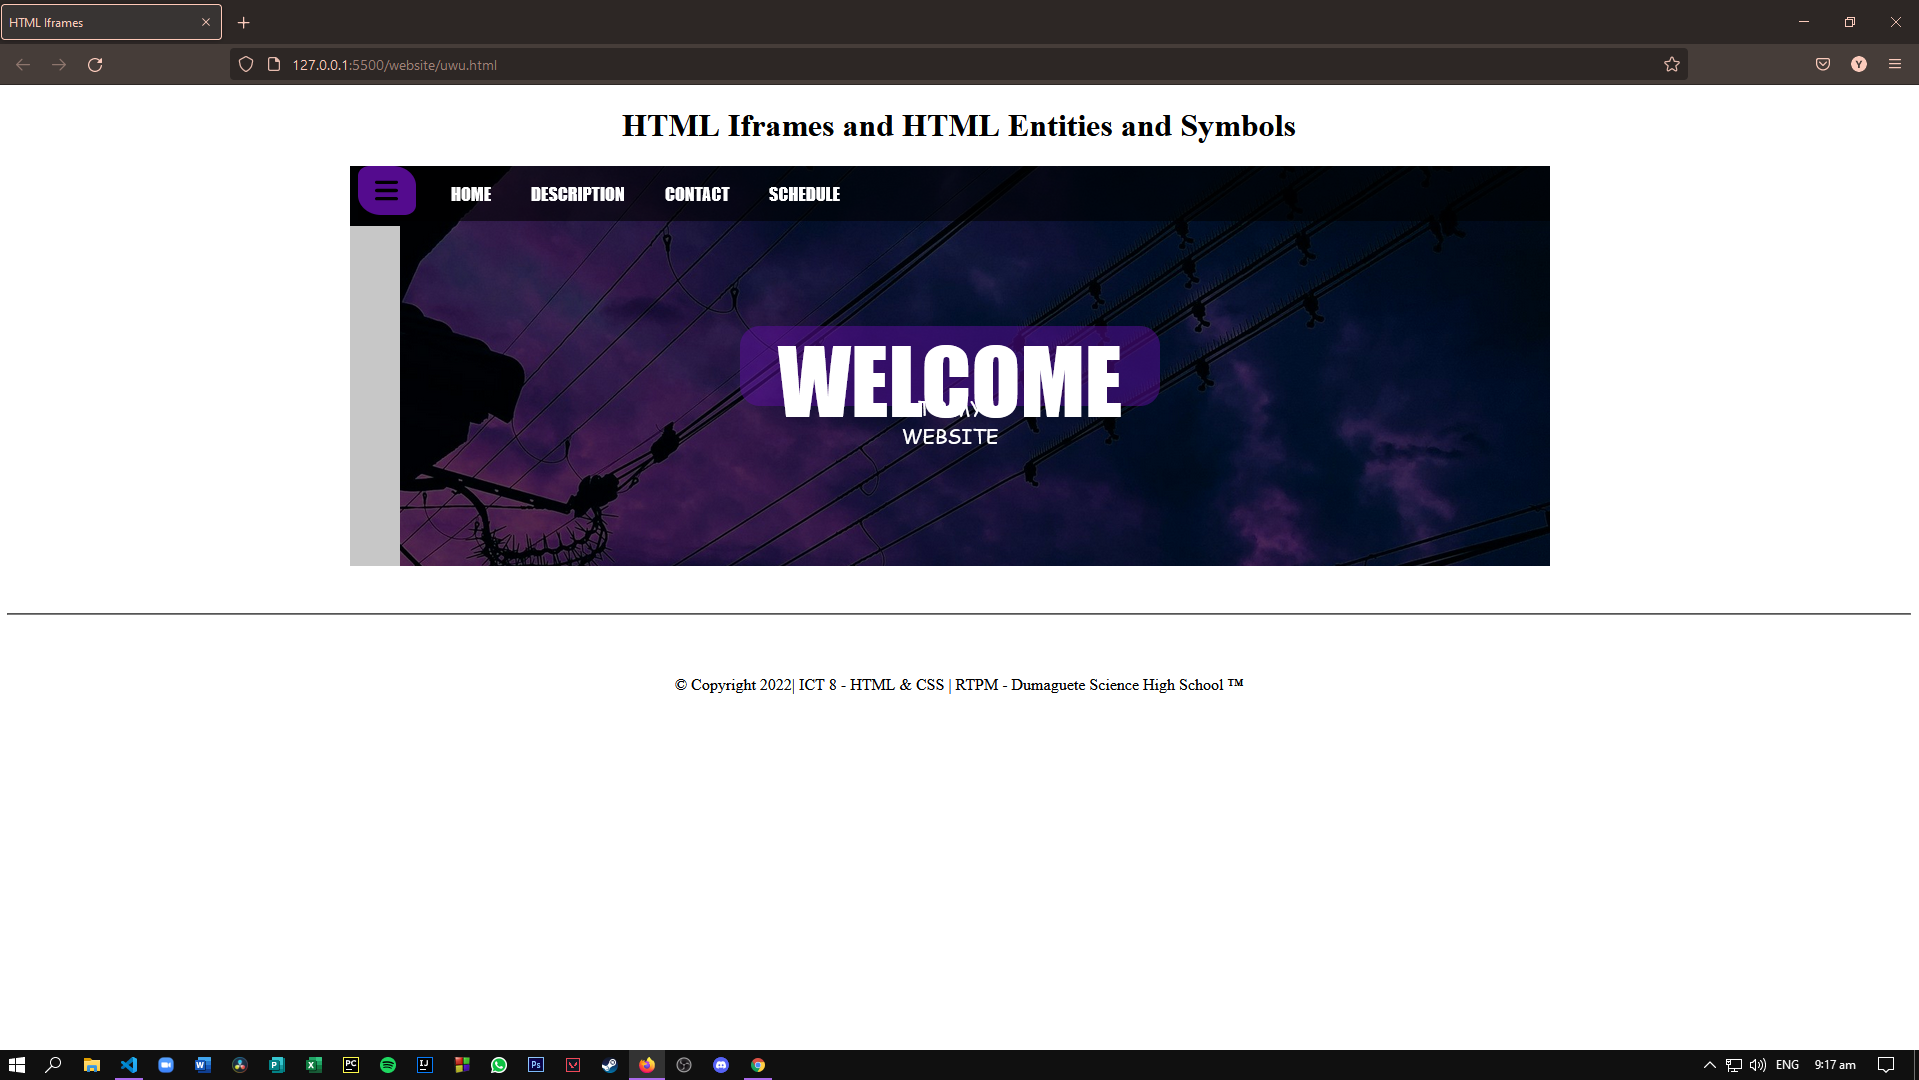 HTML Iframes
127.0.0.1:5500/website/uwu.html
HTML Iframes and HTML Entities and Symbols
HOME DESCRIPTION CONTACT SCHEDULE
WELCOME
WEBSITE
© Copyright 2022| ICT 8 - HTML & CSS | RTPM - Dumaguete Science High School ™
ENG 9:17 am